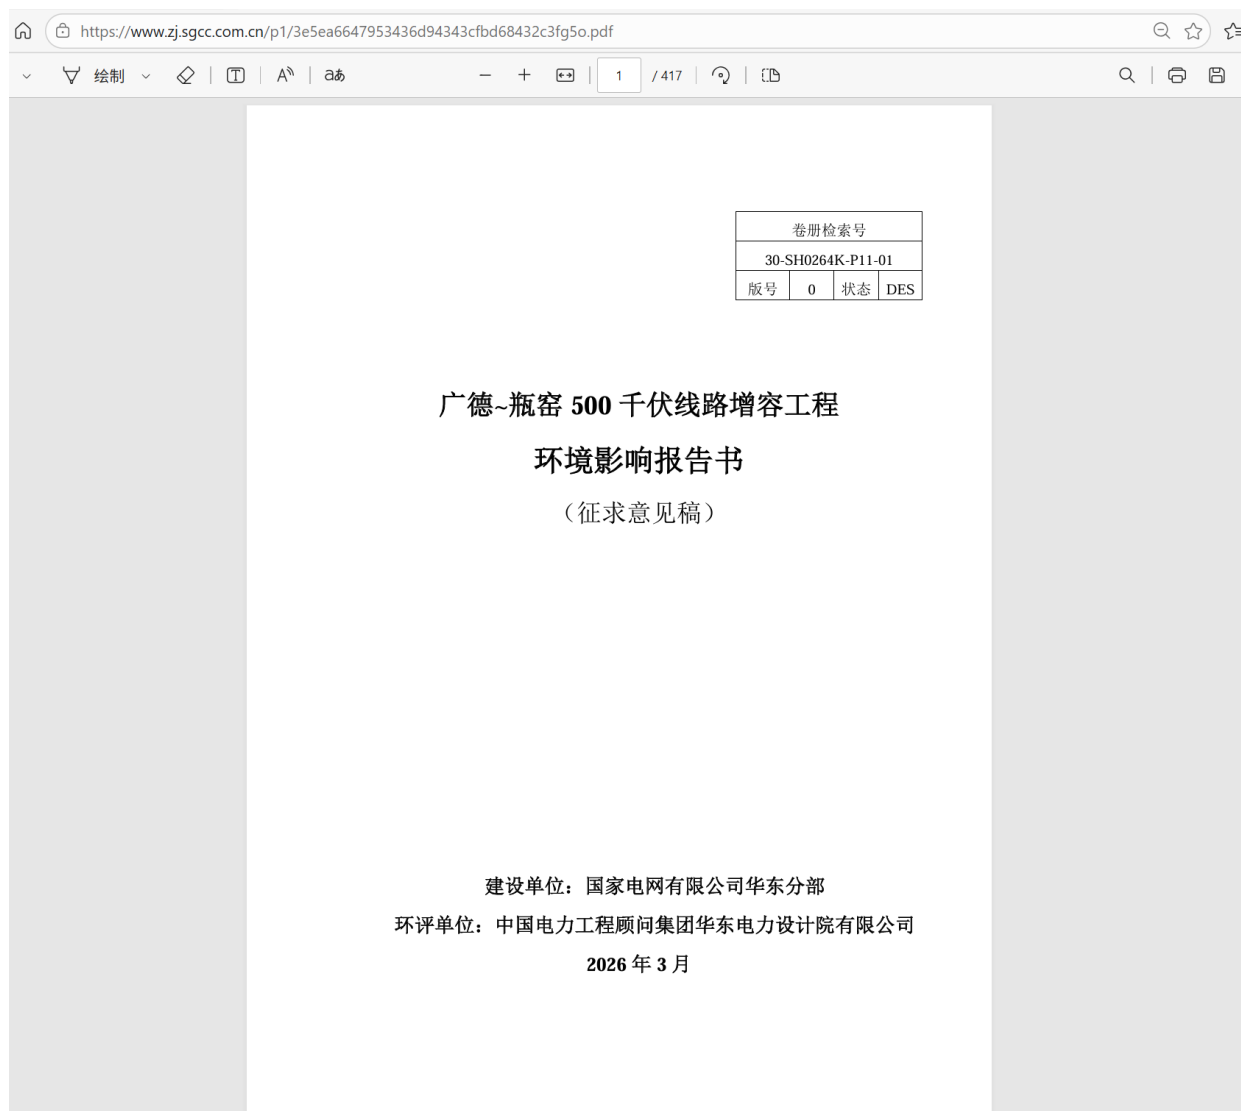 https://www.zj.sgcc.com.cn/p1/3e5ea6647953436d94343cfbd68432c3fg5o.pdf
绘制 T A aあ 1 / 417
卷册检索号
30-SH0264K-P11-01
版号 0 状态 DES
广德~瓶窑 500 千伏线路增容工程
环境影响报告书
（征求意见稿）
建设单位：国家电网有限公司华东分部
环评单位：中国电力工程顾问集团华东电力设计院有限公司
2026 年 3 月